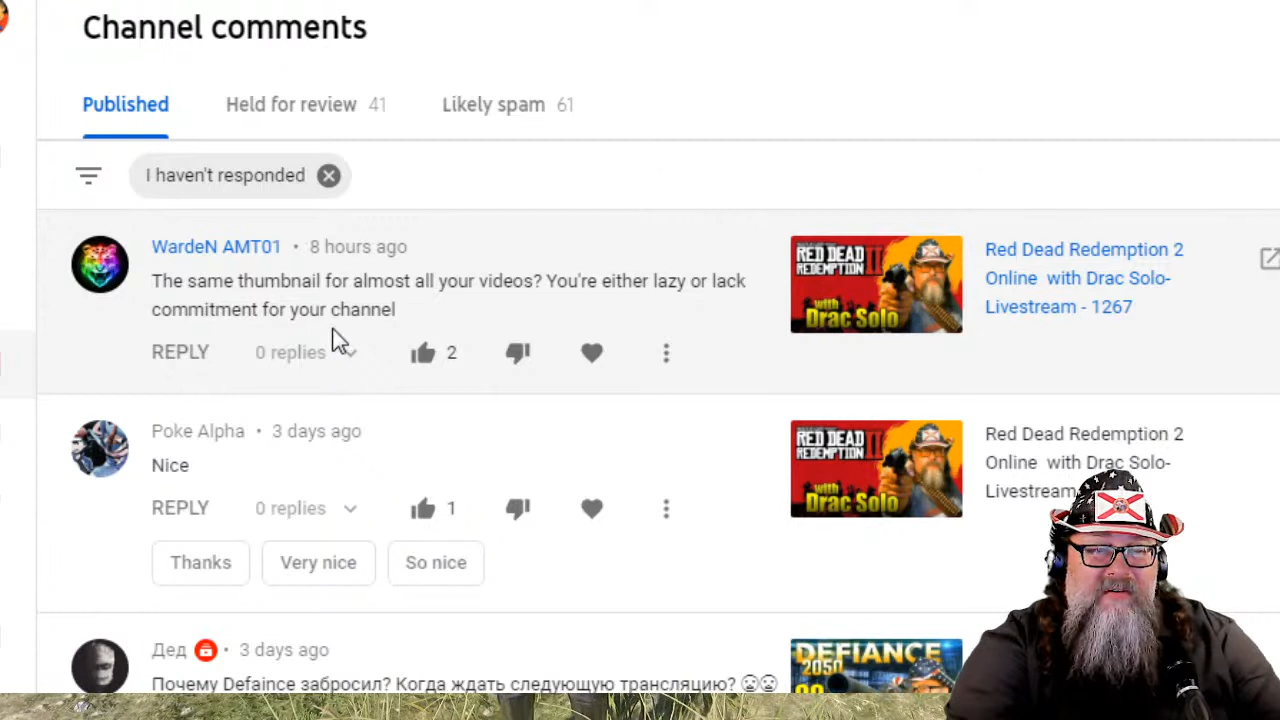 Channel comments
Published
Held for review 41
Likely spam 61
I haven't responded
WardeN AMT01 • 8 hours ago
The same thumbnail for almost all your videos? You're either lazy or lack
commitment for your channel
REPLY
0 replies
2
RED DEAD
REDEMPTION II
with
Drac Solo
Red Dead Redemption 2
Online with Drac Solo-
Livestream - 1267
Poke Alpha • 3 days ago
Nice
REPLY
0 replies
1
Thanks
Very nice
So nice
RED DEAD
REDEMPTION II
with
Drac Solo
Red Dead Redemption 2
Online with Drac Solo-
Livestream
Дед • 3 days ago
Почему Defaince забросил? Когда ждать следующую трансляцию?
DEFIANCE
2050